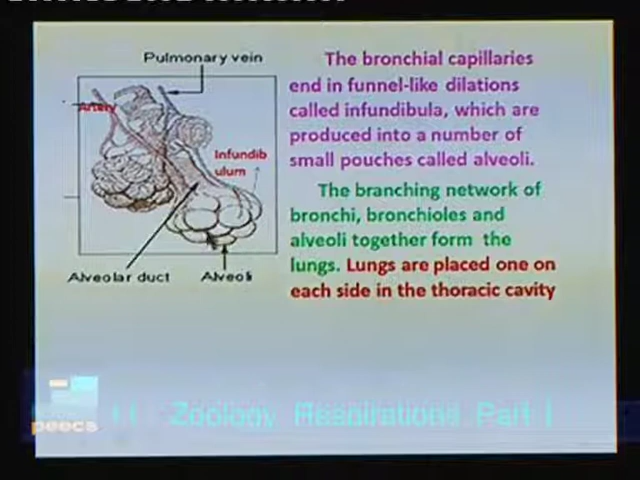 Pulmonary vein
Artery
Infundib
ulum
Alveolar duct
Alveoli
The bronchial capillaries
end in funnel-like dilations
called infundibula, which are
produced into a number of
small pouches called alveoli.
The branching network of
bronchi, bronchioles and
alveoli together form the
lungs. Lungs are placed one on
each side in the thoracic cavity
peecs
11 Zoology Respirations Part I